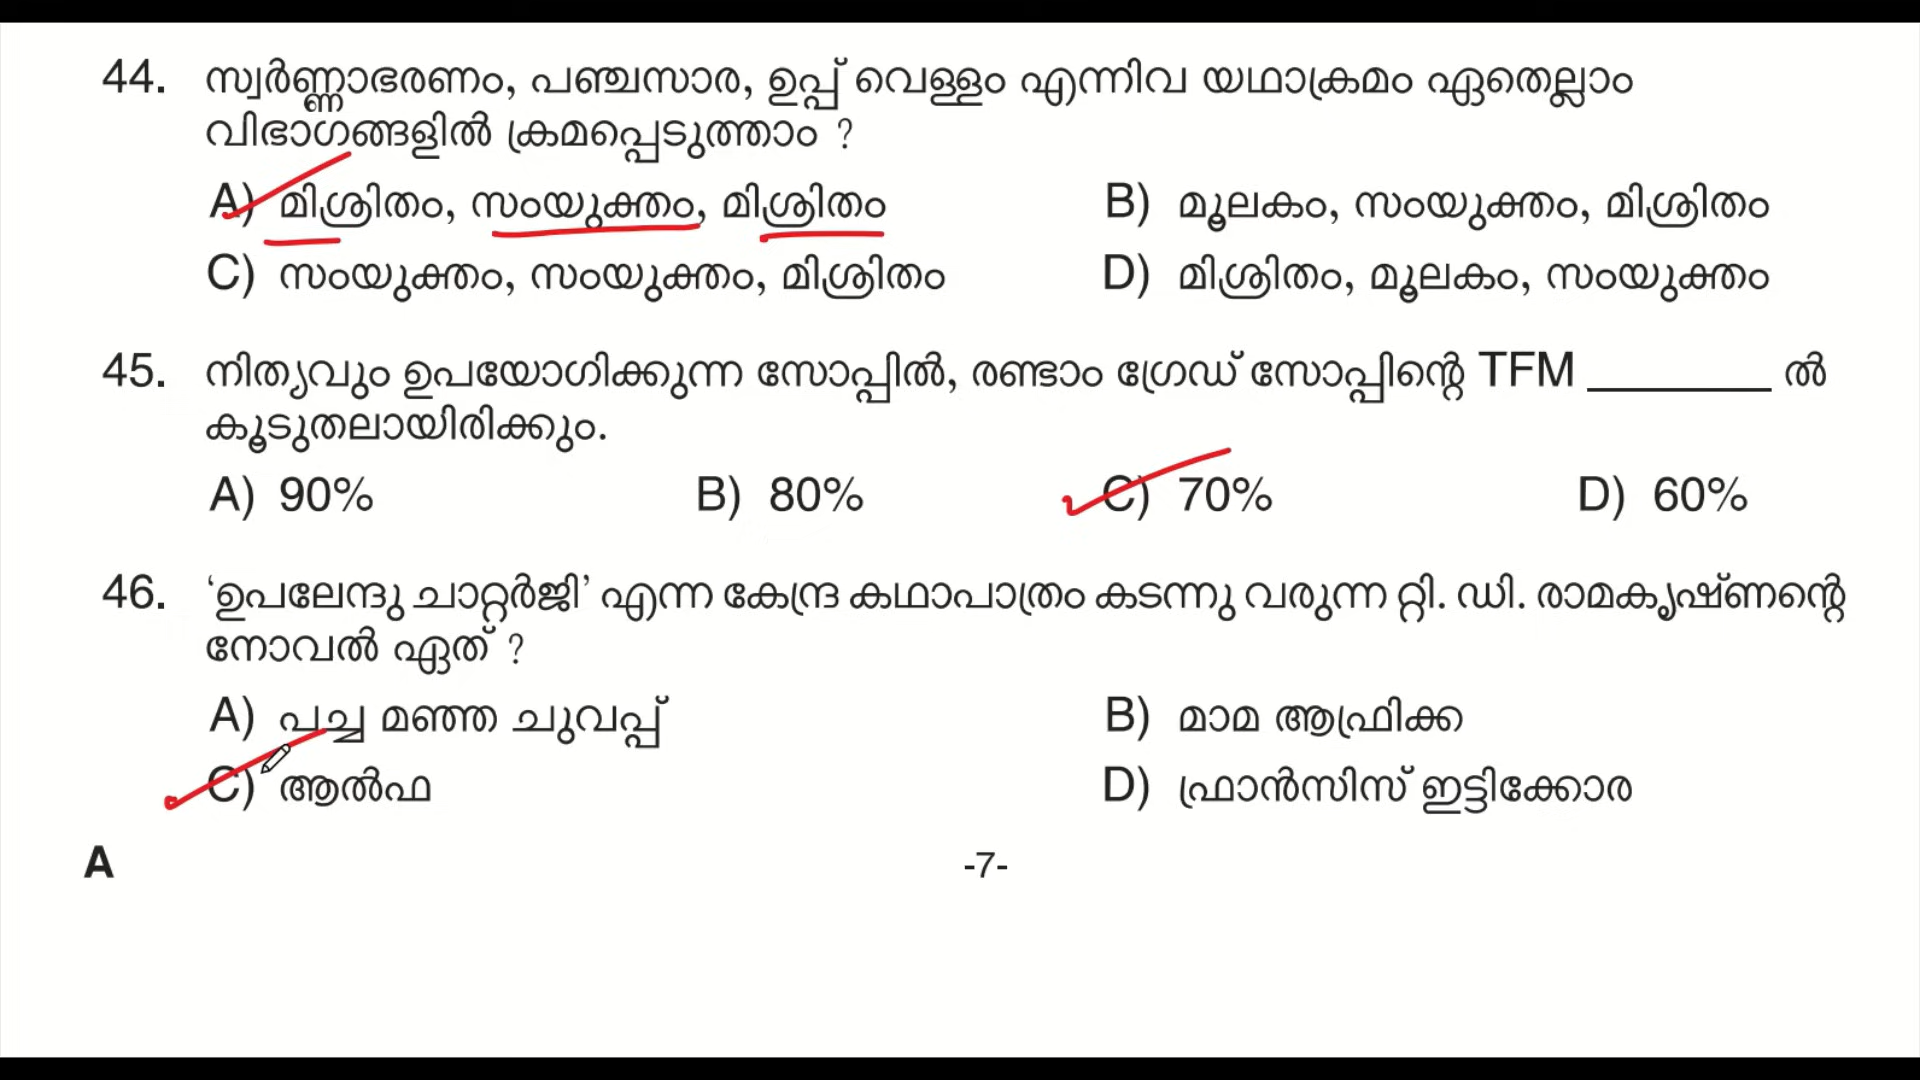 44. സ്വർണ്ണാഭരണം, പഞ്ചസാര, ഉപ്പ് വെള്ളം എന്നിവ യഥാക്രമം ഏതെല്ലാം
വിഭാഗങ്ങളിൽ ക്രമപ്പെടുത്താം ?
A) മിശ്രിതം, സംയുക്തം, മിശ്രിതം B) മൂലകം, സംയുക്തം, മിശ്രിതം
C) സംയുക്തം, സംയുക്തം, മിശ്രിതം D) മിശ്രിതം, മൂലകം, സംയുക്തം
45. നിത്യവും ഉപയോഗിക്കുന്ന സോപ്പിൽ, രണ്ടാം ഗ്രേഡ് സോപ്പിന്റെ TFM ________ ൽ
കൂടുതലായിരിക്കും.
A) 90% B) 80% C) 70% D) 60%
46. ‘ഉപലേന്ദു ചാറ്റർജി’ എന്ന കേന്ദ്ര കഥാപാത്രം കടന്നു വരുന്ന റ്റി. ഡി. രാമകൃഷ്ണന്റെ
നോവൽ ഏത് ?
A) പച്ച മഞ്ഞ ചുവപ്പ് B) മാമ ആഫ്രിക്ക
C) ആൽഫ D) ഫ്രാൻസിസ് ഇട്ടിക്കോര
A -7-